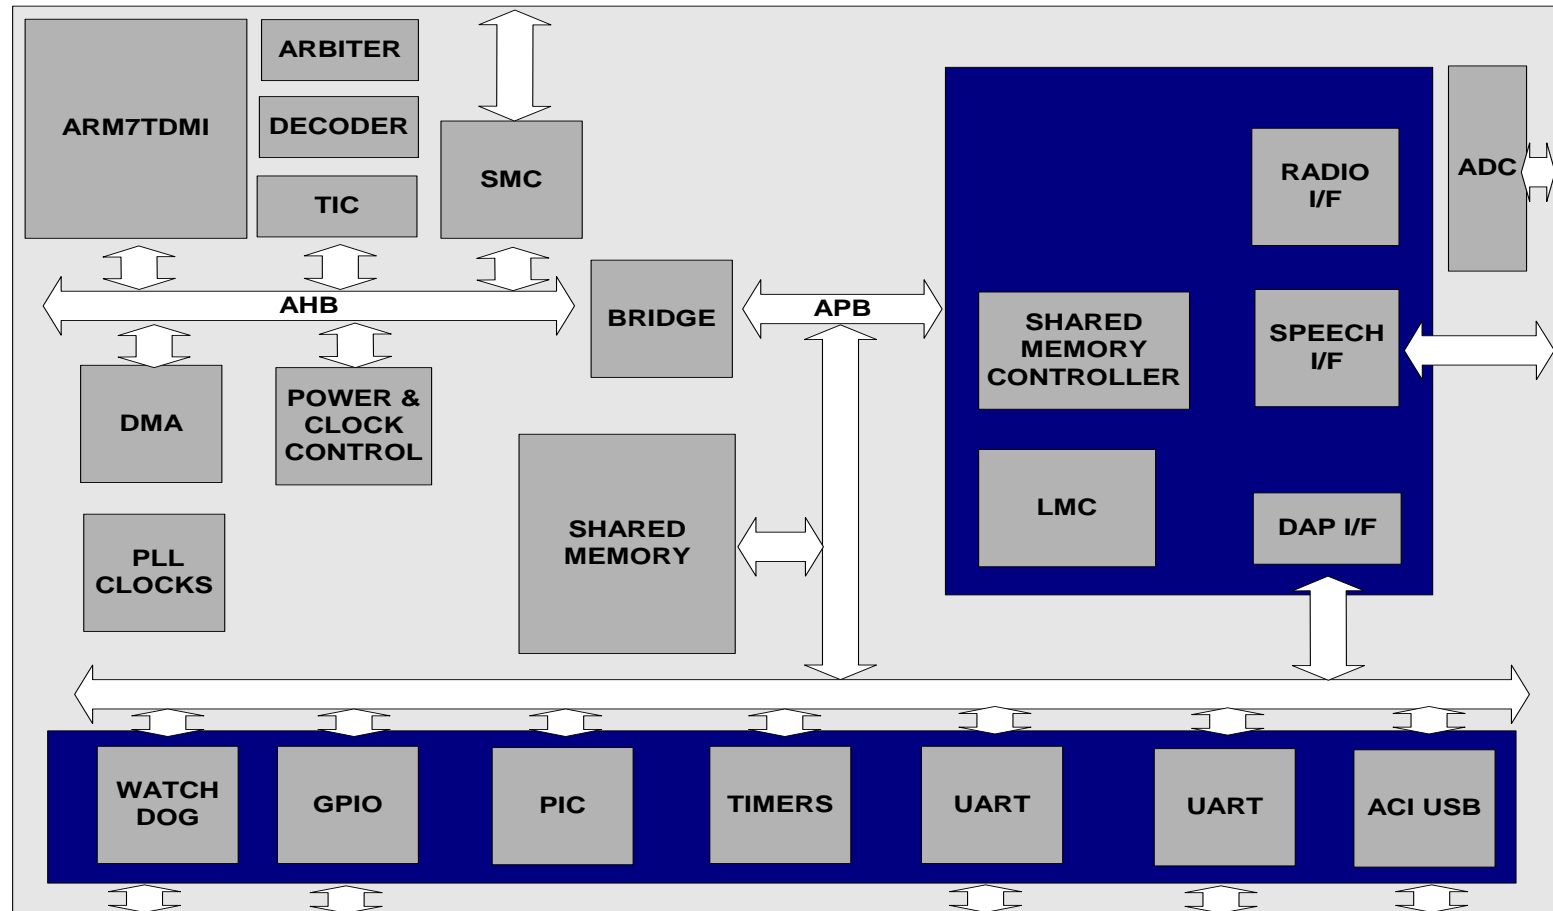 ARM7TDMI
ARBITER
DECODER
TIC
SMC
AHB
DMA
POWER &
CLOCK
CONTROL
PLL
CLOCKS
BRIDGE
APB
SHARED
MEMORY
RADIO
I/F
SHARED
MEMORY
CONTROLLER
SPEECH
I/F
LMC
DAP I/F
ADC
WATCH
DOG
GPIO
PIC
TIMERS
UART
UART
ACI USB